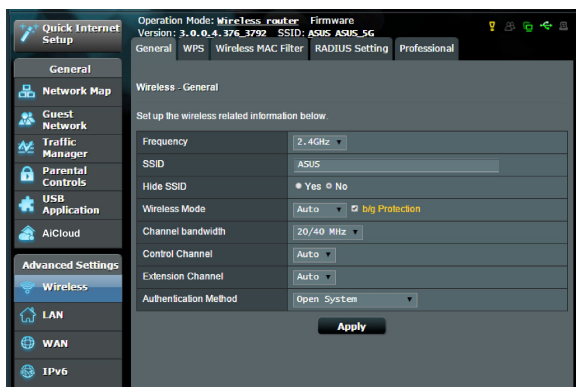 Quick Internet
Setup
Operation Mode: Wireless router Firmware
Version: 3.0.0.4.376_3792 SSID: ASUS ASUS_5G
General WPS Wireless MAC Filter RADIUS Setting Professional
General
Network Map
Guest
Network
Traffic
Manager
Parental
Controls
USB
Application
AiCloud
Advanced Settings
Wireless
LAN
WAN
IPv6
Wireless - General
Set up the wireless related information below.
Frequency 2.4GHz
SSID ASUS
Hide SSID Yes No
Wireless Mode Auto b/g Protection
Channel bandwidth 20/40 MHz
Control Channel Auto
Extension Channel Auto
Authentication Method Open System
Apply